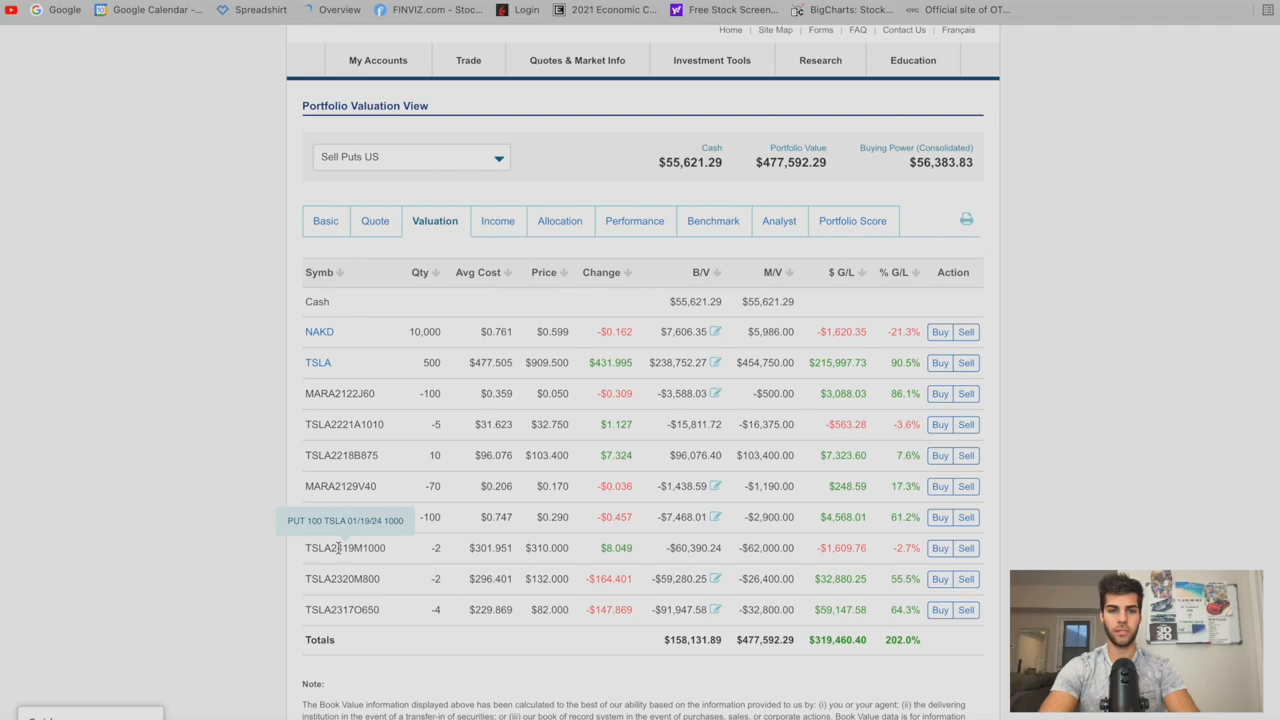 Google Google Calendar -... Spreadshirt Overview FINVIZ.com - Stoc... Login 2021 Economic C... Free Stock Screen... BigCharts: Stock... Official site of OT...
Home Site Map Forms FAQ Contact Us Français
My Accounts Trade Quotes & Market Info Investment Tools Research Education
Portfolio Valuation View
Cash Portfolio Value Buying Power (Consolidated)
Sell Puts US $55,621.29 $477,592.29 $56,383.83
Basic Quote Valuation Income Allocation Performance Benchmark Analyst Portfolio Score
Symb Qty Avg Cost Price Change B/V M/V $ G/L % G/L Action
Cash $55,621.29 $55,621.29
NAKD 10,000 $0.761 $0.599 -$0.162 $7,606.35 $5,986.00 -$1,620.35 -21.3% Buy Sell
TSLA 500 $477.505 $909.500 $431.995 $238,752.27 $454,750.00 $215,997.73 90.5% Buy Sell
MARA2122J60 -100 $0.359 $0.050 -$0.309 -$3,588.03 -$500.00 $3,088.03 86.1% Buy Sell
TSLA2221A1010 -5 $31.623 $32.750 $1.127 -$15,811.72 -$16,375.00 -$563.28 -3.6% Buy Sell
TSLA2218B875 10 $96.076 $103.400 $7.324 $96,076.40 $103,400.00 $7,323.60 7.6% Buy Sell
MARA2129V40 -70 $0.206 $0.170 -$0.036 -$1,438.59 -$1,190.00 $248.59 17.3% Buy Sell
PUT 100 TSLA 01/19/24 1000 -100 $0.747 $0.290 -$0.457 -$7,468.01 -$2,900.00 $4,568.01 61.2% Buy Sell
TSLA2419M1000 -2 $301.951 $310.000 $8.049 -$60,390.24 -$62,000.00 -$1,609.76 -2.7% Buy Sell
TSLA2320M800 -2 $296.401 $132.000 -$164.401 -$59,280.25 -$26,400.00 $32,880.25 55.5% Buy Sell
TSLA2317O650 -4 $229.869 $82.000 -$147.869 -$91,947.58 -$32,800.00 $59,147.58 64.3% Buy Sell
Totals $158,131.89 $477,592.29 $319,460.40 202.0%
Note:
The Book Value information displayed above has been calculated to the best of our ability based on the information provided to us by: (i) you or your agent; (ii) the delivering
institution in the event of a transfer-in of securities; or (iii) our book of record system in the event of purchases, sales, or corporate actions. Book Value data is for information